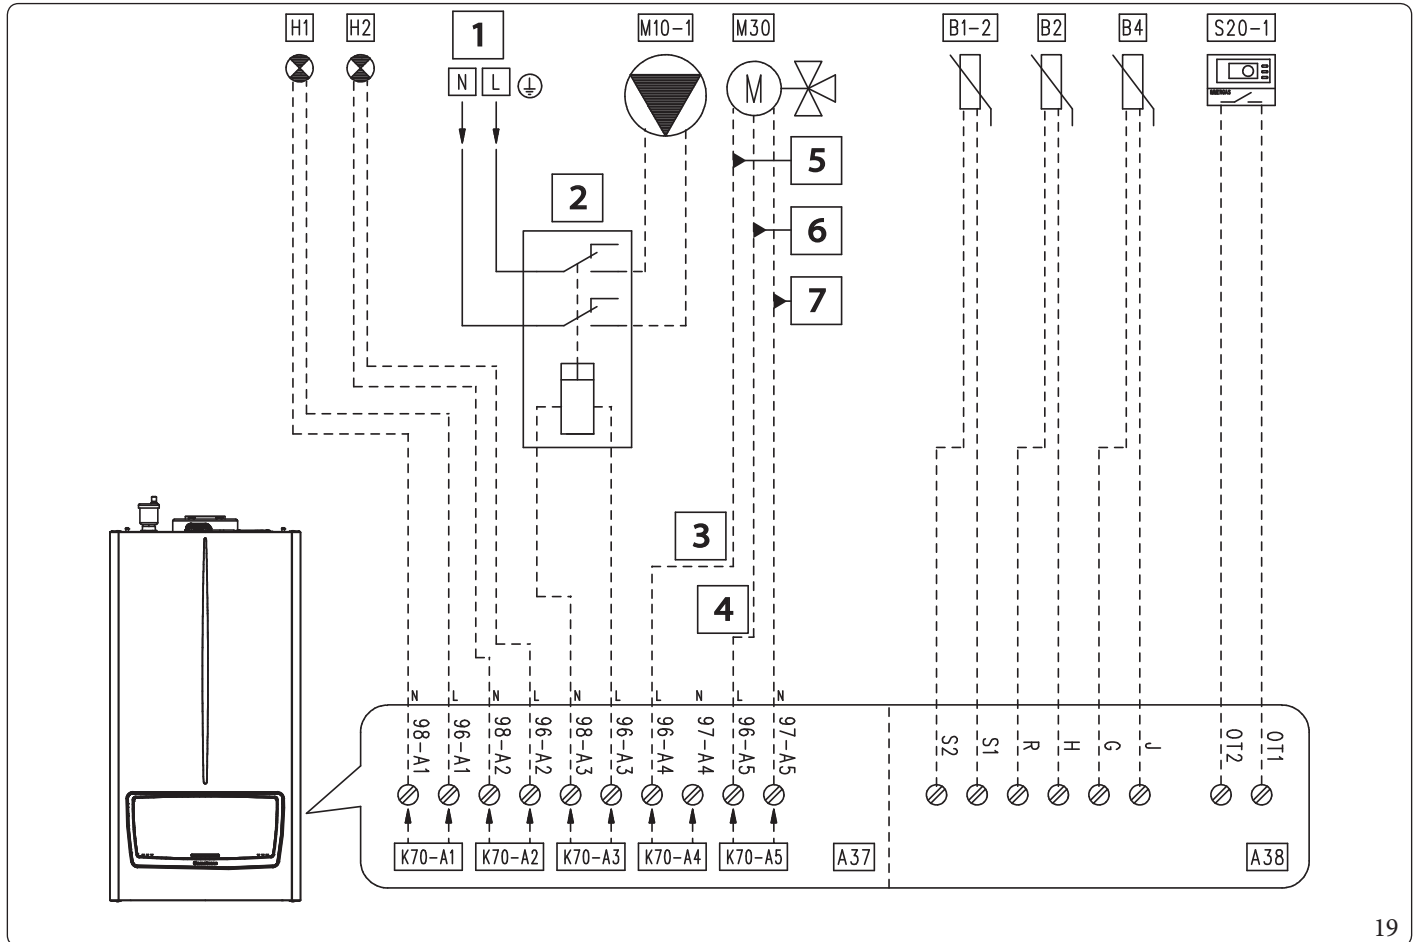 H1
H2
1
M10-1
M30
B1-2
B2
B4
S20-1
N
L
M
5
2
6
7
3
4
N
L
N
L
N
L
L
N
L
N
98-A1
96-A1
98-A2
96-A2
98-A3
96-A3
96-A4
97-A4
96-A5
97-A5
S2
S1
R
H
G
J
OT2
OT1
K70-A1
K70-A2
K70-A3
K70-A4
K70-A5
A37
A38
19